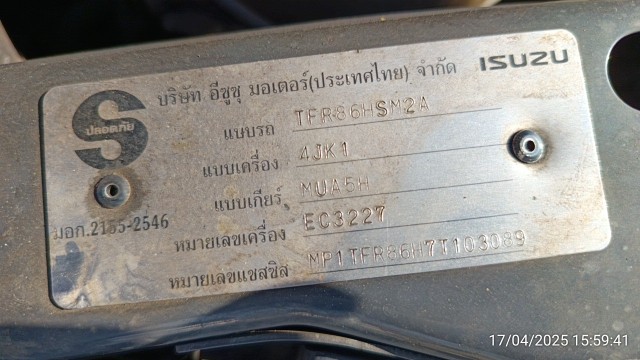 บริษัท อีซูซุ มอเตอร์(ประเทศไทย) จำกัด ISUZU
S
ปลอดภัย
มอก.2155-2546
แบบรถ TFR86HSM2A
แบบเครื่อง 4JK1
แบบเกียร์ MUA5H
หมายเลขเครื่อง EC3227
หมายเลขแชสซิส MP1TFR86H7T103089
17/04/2025 15:59:41